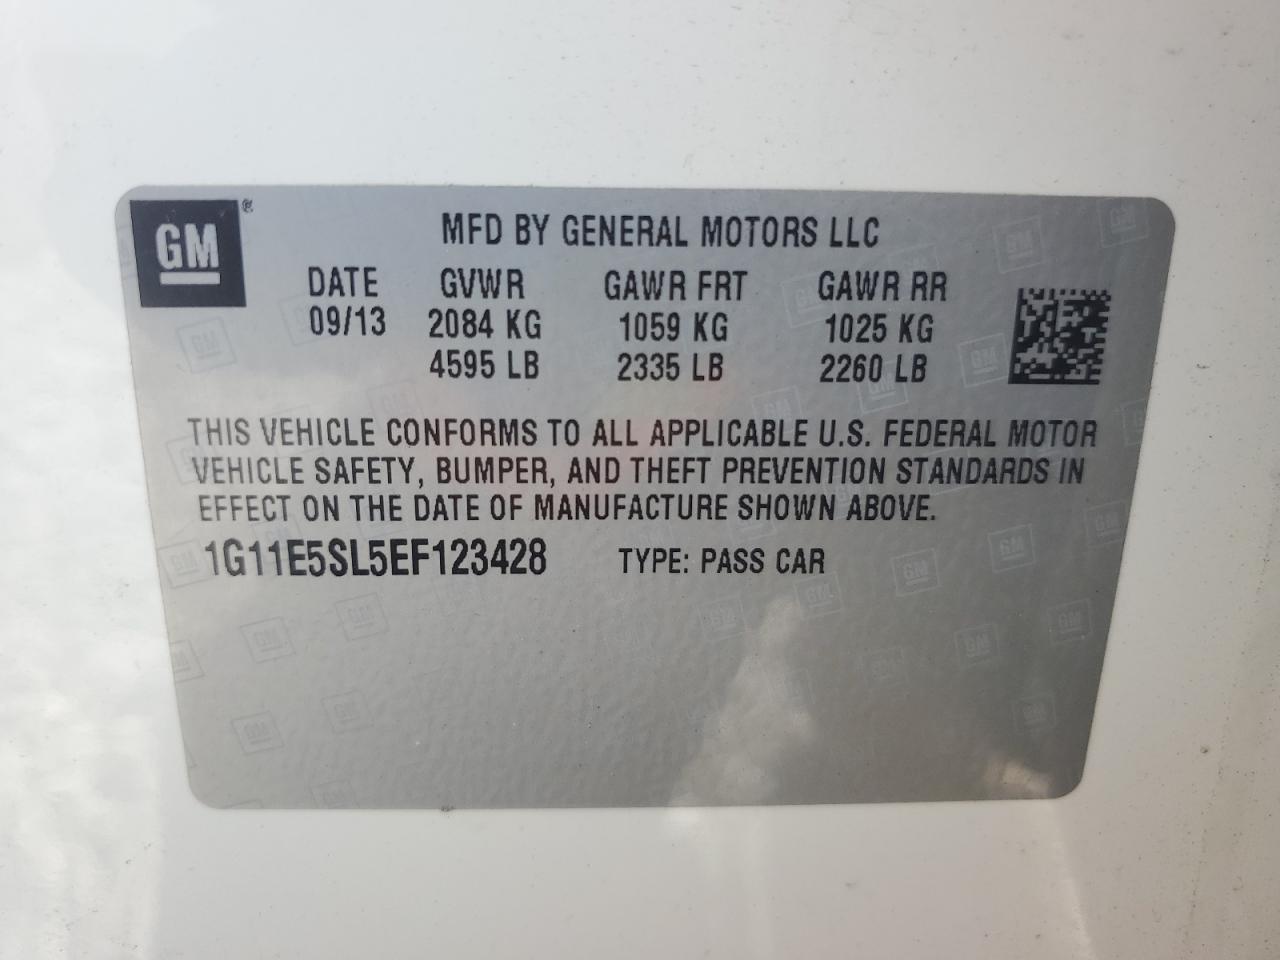 GM ®
MFD BY GENERAL MOTORS LLC
DATE GVWR GAWR FRT GAWR RR
09/13 2084 KG 1059 KG 1025 KG
4595 LB 2335 LB 2260 LB
THIS VEHICLE CONFORMS TO ALL APPLICABLE U.S. FEDERAL MOTOR
VEHICLE SAFETY, BUMPER, AND THEFT PREVENTION STANDARDS IN
EFFECT ON THE DATE OF MANUFACTURE SHOWN ABOVE.
1G11E5SL5EF123428 TYPE: PASS CAR